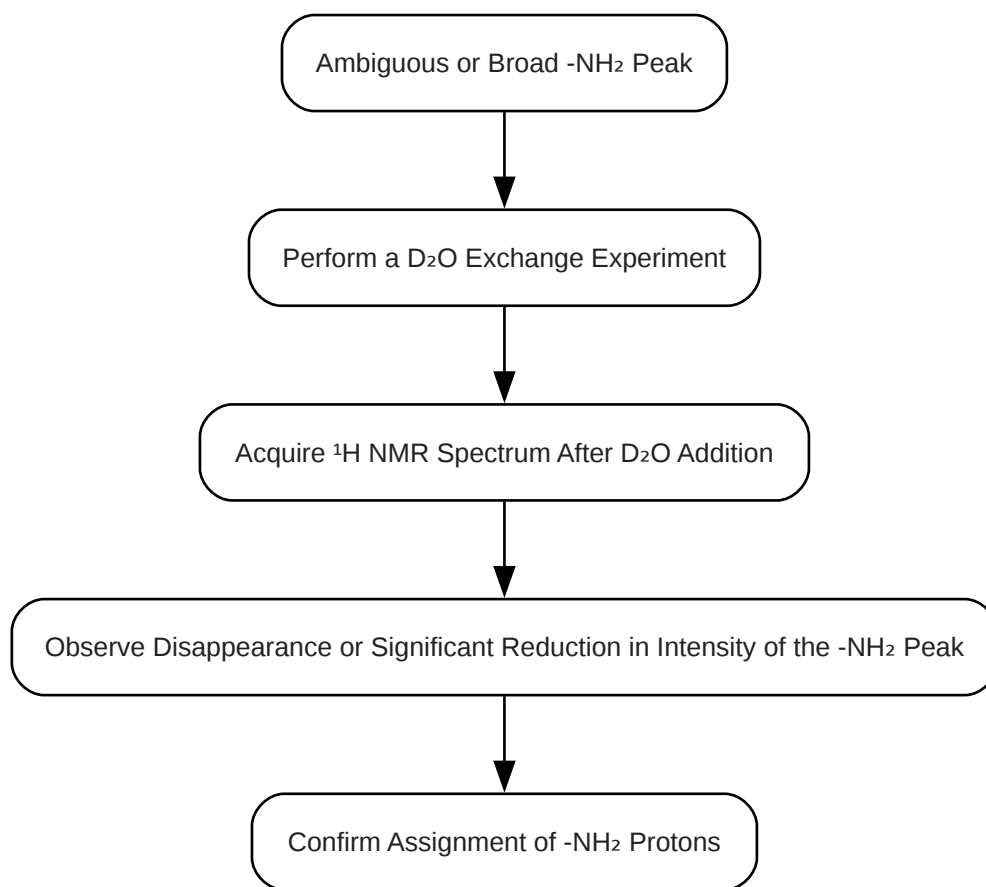 Ambiguous or Broad -NH₂ Peak
Perform a D₂O Exchange Experiment
Acquire ¹H NMR Spectrum After D₂O Addition
Observe Disappearance or Significant Reduction in Intensity of the -NH₂ Peak
Confirm Assignment of -NH₂ Protons